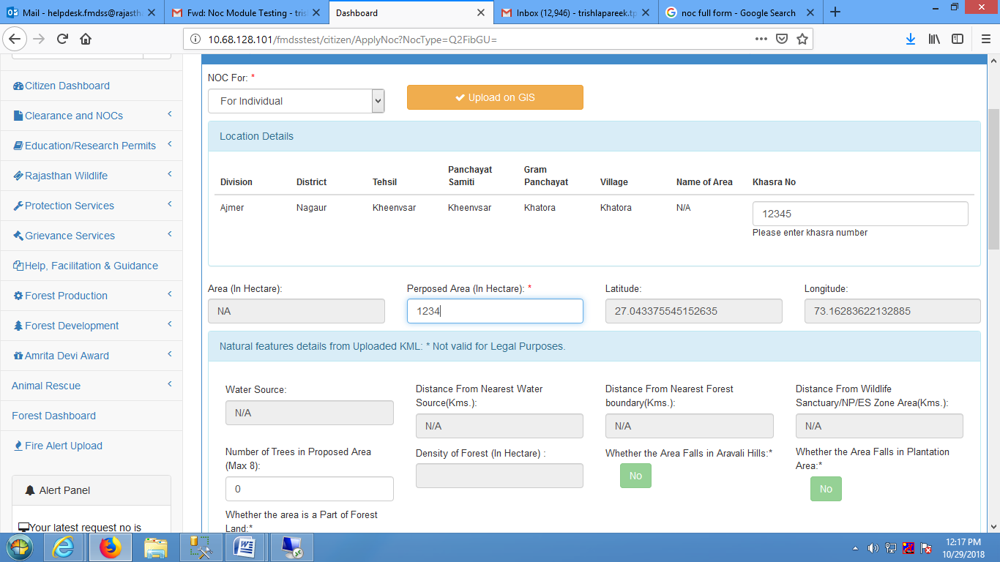 Mail - helpdesk.fmdss@rajasth
Fwd: Noc Module Testing - tris
Dashboard
Inbox (12,946) - trishlapareek.tp
noc full form - Google Search
10.68.128.101/fmdsstest/citizen/ApplyNoc?NocType=Q2FibGU=
Citizen Dashboard
Clearance and NOCs
Education/Research Permits
Rajasthan Wildlife
Protection Services
Grievance Services
Help, Facilitation & Guidance
Forest Production
Forest Development
Amrita Devi Award
Animal Rescue
Forest Dashboard
Fire Alert Upload
Alert Panel
Your latest request no is
NOC For: *
For Individual
Upload on GIS
Location Details
Division District Tehsil Panchayat Samiti Gram Panchayat Village Name of Area Khasra No
Ajmer Nagaur Kheenvsar Kheenvsar Khatora Khatora N/A 12345
Please enter khasra number
Area (In Hectare): Perposed Area (In Hectare): * Latitude: Longitude:
NA 1234 27.043375545152635 73.16283622132885
Natural features details from Uploaded KML: * Not valid for Legal Purposes.
Water Source:
N/A
Distance From Nearest Water
Source(Kms.):
N/A
Distance From Nearest Forest
boundary(Kms.):
N/A
Distance From Wildlife
Sanctuary/NP/ES Zone Area(Kms.):
N/A
Number of Trees in Proposed Area
(Max 8):
0
Density of Forest (In Hectare) :
Whether the Area Falls in Aravali Hills:*
No
Whether the Area Falls in Plantation
Area:*
No
Whether the area is a Part of Forest
Land:*
12:17 PM
10/29/2018